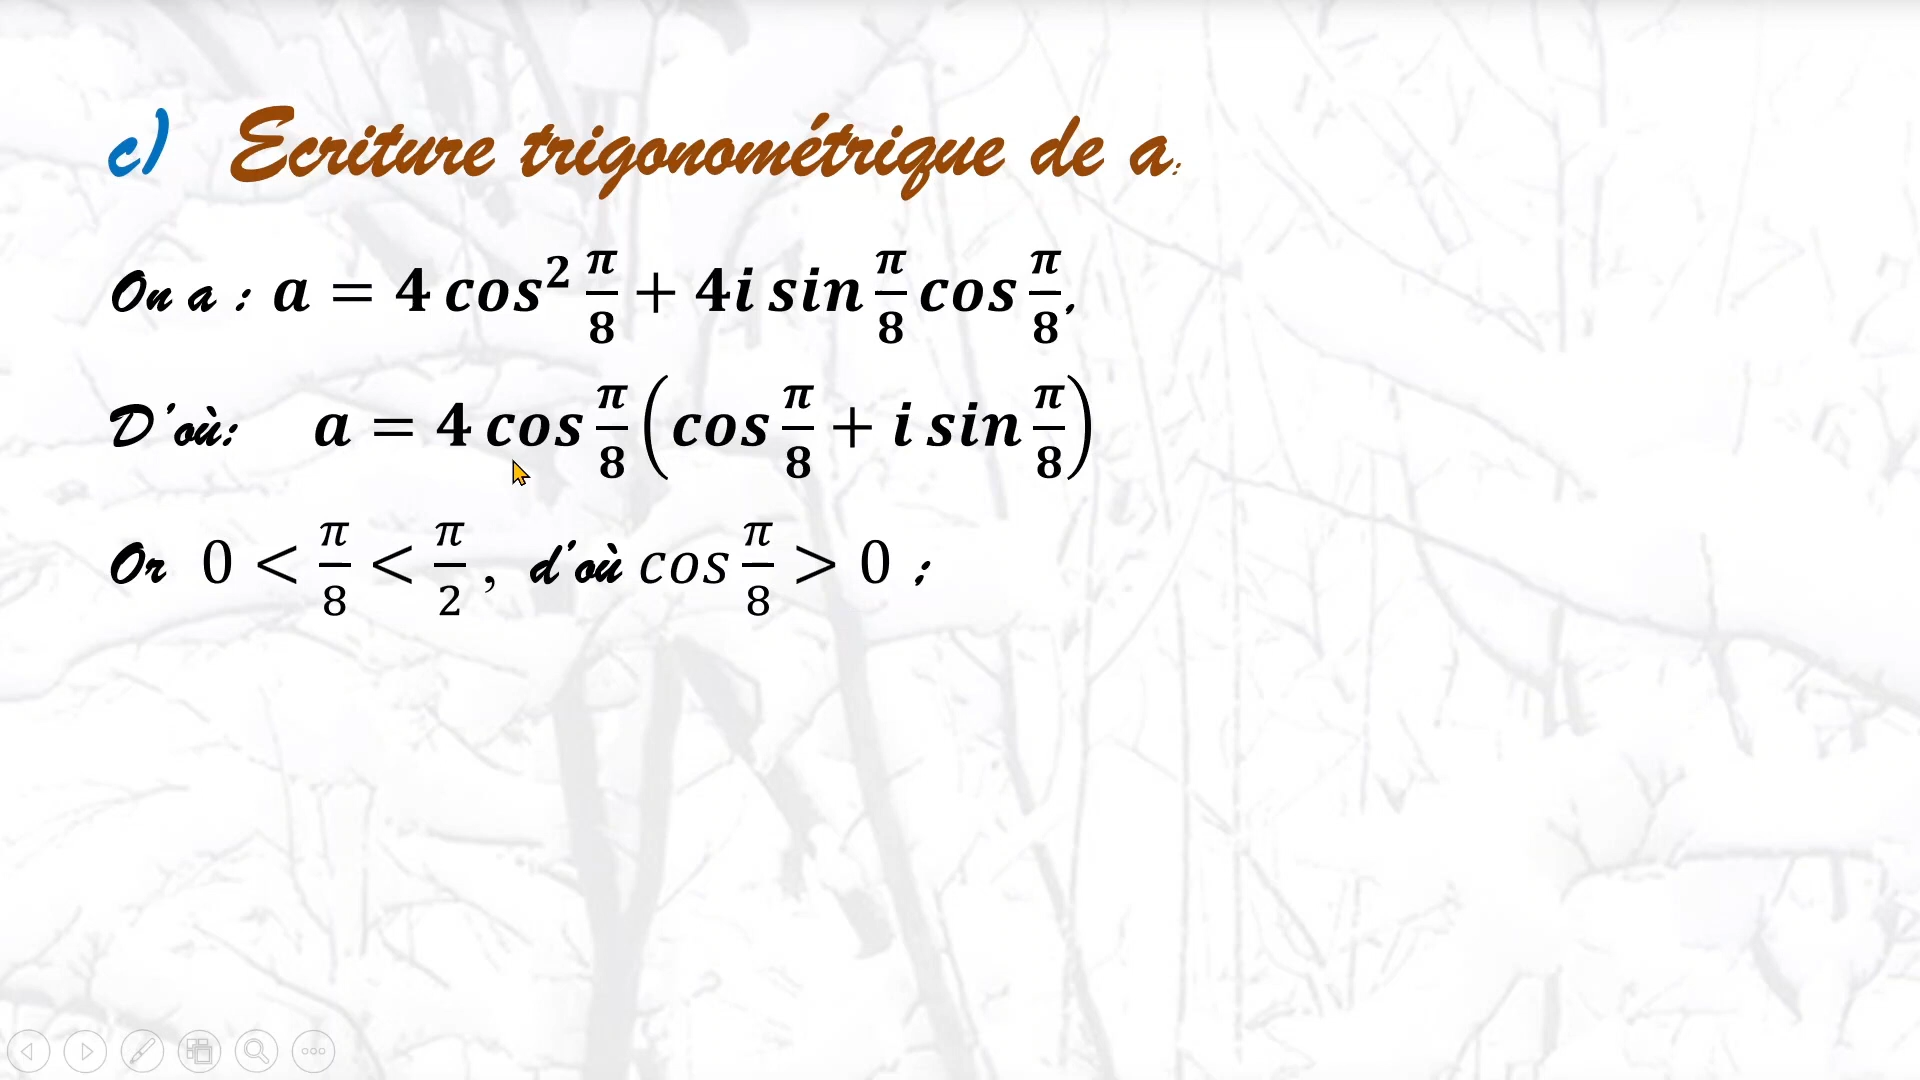 c) Ecriture trigonométrique de a:
On a : a = 4 cos² π/8 + 4i sin π/8 cos π/8.
D'où: a = 4 cos π/8 (cos π/8 + i sin π/8)
Or 0 < π/8 < π/2 , d'où cos π/8 > 0 ;